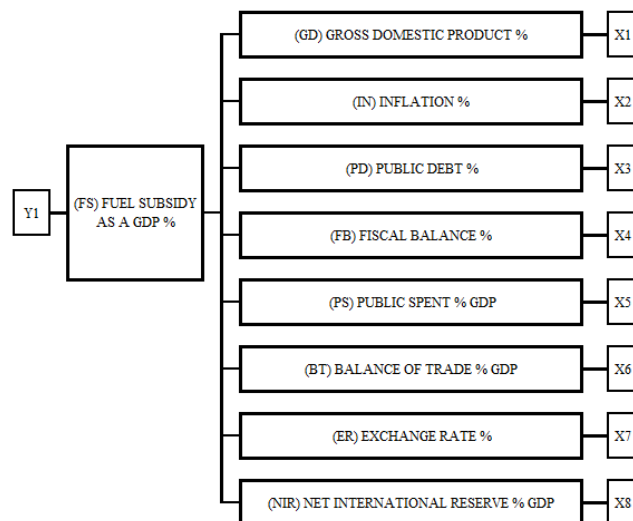 (GD) GROSS DOMESTIC PRODUCT %
X1
(IN) INFLATION %
X2
(PD) PUBLIC DEBT %
X3
Y1
(FS) FUEL SUBSIDY
AS A GDP %
(FB) FISCAL BALANCE %
X4
(PS) PUBLIC SPENT % GDP
X5
(BT) BALANCE OF TRADE % GDP
X6
(ER) EXCHANGE RATE %
X7
(NIR) NET INTERNATIONAL RESERVE % GDP
X8